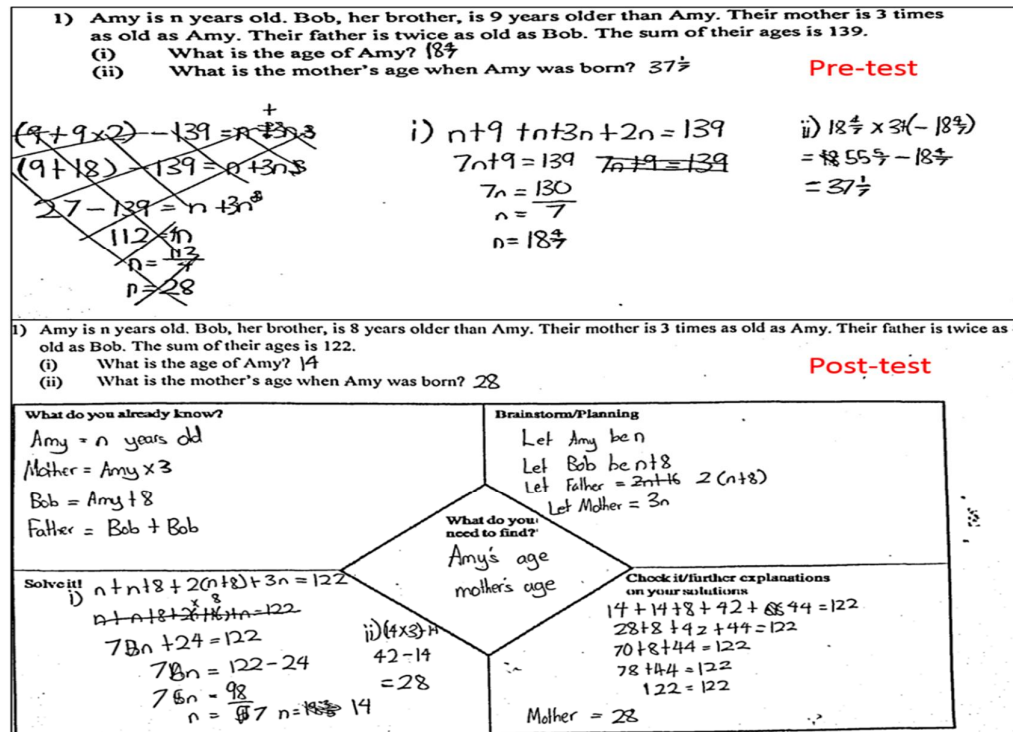 1) Amy is n years old. Bob, her brother, is 9 years older than Amy. Their mother is 3 times
as old as Amy. Their father is twice as old as Bob. The sum of their ages is 139.
(i) What is the age of Amy? 18 4/7
(ii) What is the mother's age when Amy was born? 37 1/7
Pre-test
(9+9×2) - 139 = n+3n
(9+18) - 139 = n+3n
27 - 139 = n+3n
112 = 4n
n =
n = 28
i) n+9 +n+3n+2n = 139
7n+9 = 139 7n+9 = 139
7n = 130
n = 7
n = 18 4/7
ii) 18 4/7 × 3+(- 18 4/7)
= 55 5/7 - 18 4/7
= 37 1/7
1) Amy is n years old. Bob, her brother, is 8 years older than Amy. Their mother is 3 times as old as Amy. Their father is twice as
old as Bob. The sum of their ages is 122.
(i) What is the age of Amy? 14
(ii) What is the mother's age when Amy was born? 28
Post-test
What do you already know?
Amy = n years old
Mother = Amy × 3
Bob = Amy + 8
Father = Bob + Bob
Brainstorm/Planning
Let Amy be n
Let Bob be n+8
Let Father = 2n+16 2(n+8)
Let Mother = 3n
What do you
need to find?
Amy's age
mother's age
Solve it!
i) n+n+8+2(n+8)+3n = 122
7n +24 = 122
7n = 122 - 24
7n = 98
n = 7 n = 14
ii) (14×3)-14
42 - 14
= 28
Check it/further explanations
on your solutions
14+14+8+42+44 = 122
28+8+42+44 = 122
70+8+44 = 122
78+44 = 122
122 = 122
Mother = 28